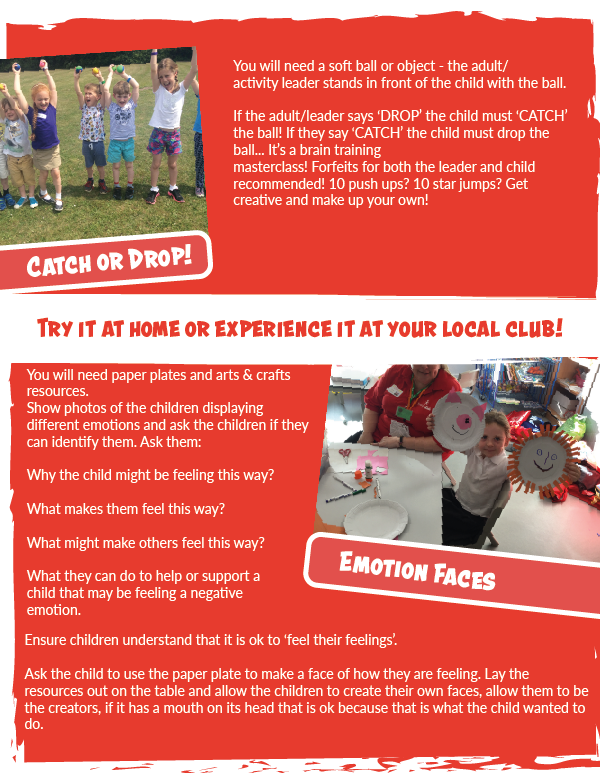 You will need a soft ball or object - the adult/
activity leader stands in front of the child with the ball.
If the adult/leader says ‘DROP’ the child must ‘CATCH’
the ball! If they say ‘CATCH’ the child must drop the
ball... It’s a brain training
masterclass! Forfeits for both the leader and child
recommended! 10 push ups? 10 star jumps? Get
creative and make up your own!
Catch or Drop!
Try it at home or experience it at your local club!
You will need paper plates and arts & crafts
resources.
Show photos of the children displaying
different emotions and ask the children if they
can identify them. Ask them:
Why the child might be feeling this way?
What makes them feel this way?
What might make others feel this way?
What they can do to help or support a
child that may be feeling a negative
emotion.
Emotion Faces
Ensure children understand that it is ok to ‘feel their feelings’.
Ask the child to use the paper plate to make a face of how they are feeling. Lay the
resources out on the table and allow the children to create their own faces, allow them to be
the creators, if it has a mouth on its head that is ok because that is what the child wanted to
do.